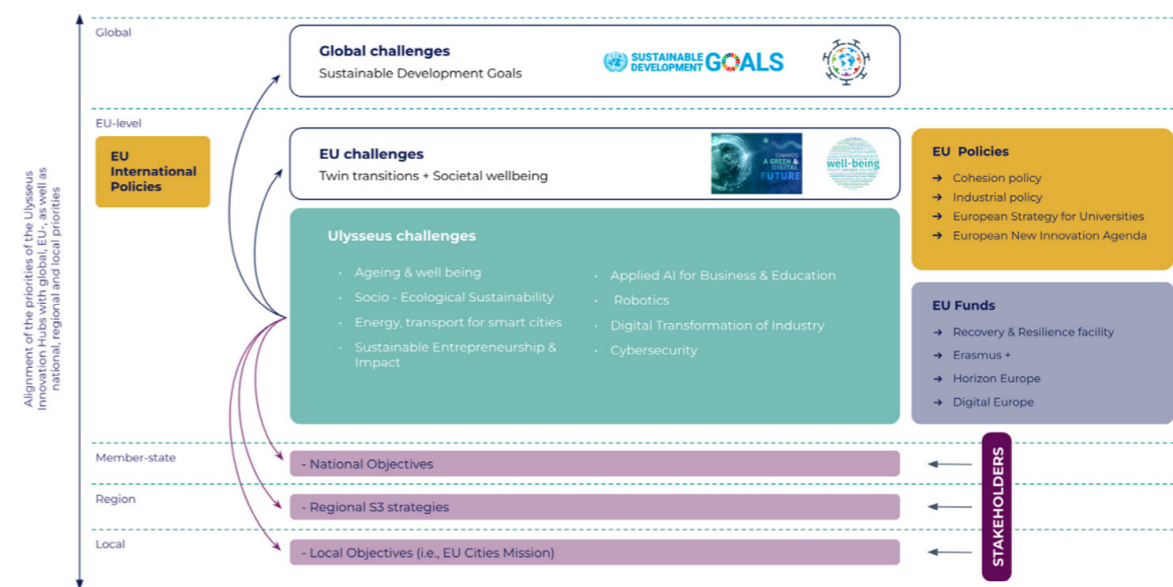 Alignment of the priorities of the Ulysseus
Innovation Hubs with global, EU-, as well as
national, regional and local priorities
Global
Global challenges
Sustainable Development Goals
SUSTAINABLE
DEVELOPMENT
GOALS
EU-level
EU
International
Policies
EU challenges
Twin transitions + Societal wellbeing
TOWARDS
A GREEN &
DIGITAL
FUTURE
well-being
Ulysseus challenges
· Ageing & well being
· Socio - Ecological Sustainability
· Energy, transport for smart cities
· Sustainable Entrepreneurship &
Impact
· Applied AI for Business & Education
· Robotics
· Digital Transformation of Industry
· Cybersecurity
EU Policies
➔ Cohesion policy
➔ Industrial policy
➔ European Strategy for Universities
➔ European New Innovation Agenda
EU Funds
➔ Recovery & Resilience facility
➔ Erasmus +
➔ Horizon Europe
➔ Digital Europe
Member-state
- National Objectives
Region
- Regional S3 strategies
Local
- Local Objectives (i.e., EU Cities Mission)
STAKEHOLDERS